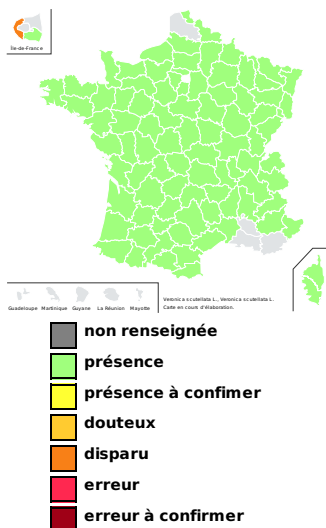 Île-de-France
Veronica scutellata L., Veronica scutellata L.
Carte en cours d'élaboration.
Guadeloupe Martinique Guyane La Réunion Mayotte
non renseignée
présence
présence à confimer
douteux
disparu
erreur
erreur à confirmer